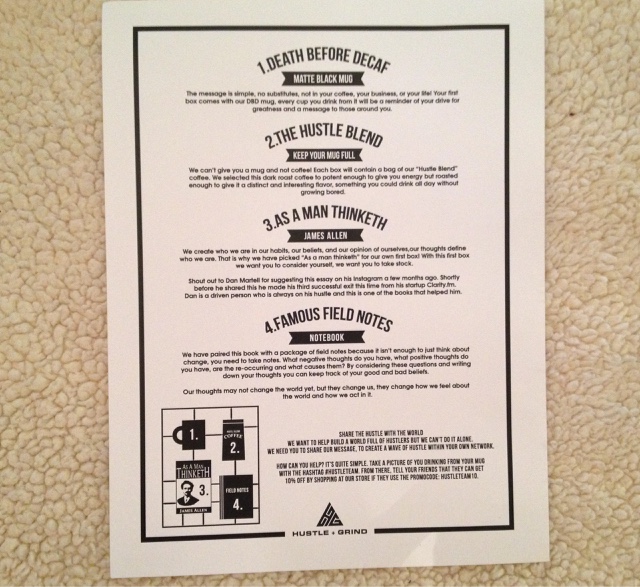 1.DEATH BEFORE DECAF
MATTE BLACK MUG
The message is simple, no substitutes, not in your coffee, your business, or your life! Your first
box comes with our DBD mug, every cup you drink from it will be a reminder of your drive for
greatness and a message to those around you.
2.THE HUSTLE BLEND
KEEP YOUR MUG FULL
We can't give you a mug and not coffee! Each box will contain a bag of our "Hustle Blend"
coffee. We selected this dark roast coffee to potent enough to give you energy but roasted
enough to give it a distinct and interesting flavor, something you could drink all day without
growing bored.
3.AS A MAN THINKETH
JAMES ALLEN
We create who we are in our habits, our beliefs, and our opinion of ourselves,our thoughts define
who we are. That is why we have picked "As a man thinketh" for our own first box! With this first box
we want you to consider yourself, we want you to take stock.
Shout out to Dan Martell for suggesting this essay on his Instagram a few months ago. Shortly
before he shared this he made his third successful exit this time from his startup Clarity.fm.
Dan is a driven person who is always on his hustle and this is one of the books that helped him.
4.FAMOUS FIELD NOTES
NOTEBOOK
We have paired this book with a package of field notes because it isn't enough to just think about
change, you need to take notes. What negative thoughts do you have, what positive thoughts do
you have, are the re-occurring and what causes them? By considering these questions and writing
down your thoughts you can keep track of your good and bad beliefs.
Our thoughts may not change the world yet, but they change us, they change how we feel about
the world and how we act in it.
1.
COFFEE
2.
AS A MAN
THINKETH
3.
JAMES ALLEN
FIELD NOTES
4.
SHARE THE HUSTLE WITH THE WORLD
WE WANT TO HELP BUILD A WORLD FULL OF HUSTLERS BUT WE CAN'T DO IT ALONE,
WE NEED YOU TO SHARE OUR MESSAGE, TO CREATE A WAVE OF HUSTLE WITHIN YOUR OWN NETWORK.
HOW CAN YOU HELP? IT'S QUITE SIMPLE. TAKE A PICTURE OF YOU DRINKING FROM YOUR MUG
WITH THE HASHTAG #HUSTLETEAM. FROM THERE, TELL YOUR FRIENDS THAT THEY CAN GET
10% OFF BY SHOPPING AT OUR STORE IF THEY USE THE PROMOCODE: HUSTLETEAM10.
HUSTLE + GRIND